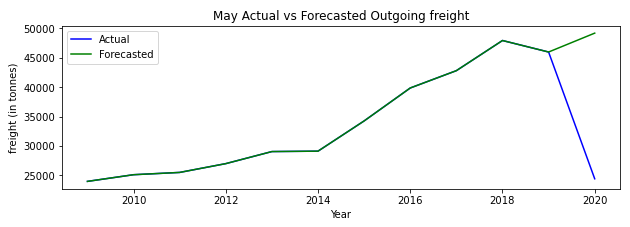 May Actual vs Forecasted Outgoing freight
Actual
Forecasted
freight (in tonnes)
50000
45000
40000
35000
30000
25000
2010 2012 2014 2016 2018 2020
Year